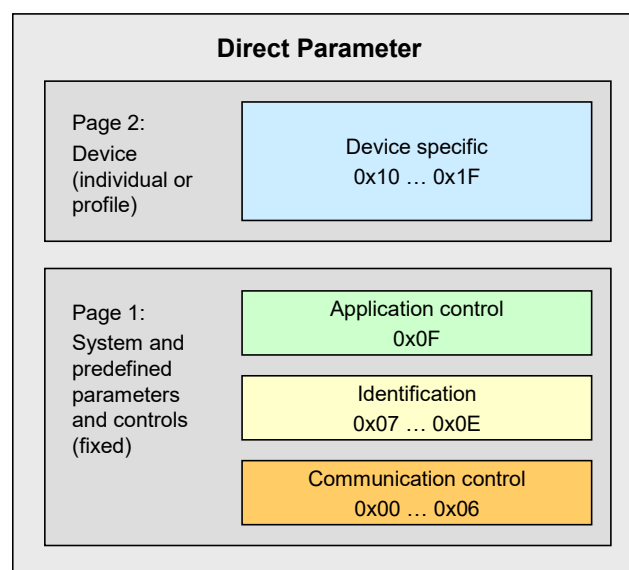 Direct Parameter
Page 2:
Device
(individual or
profile)
Device specific
0x10 … 0x1F
Page 1:
System and
predefined
parameters
and controls
(fixed)
Application control
0x0F
Identification
0x07 … 0x0E
Communication control
0x00 … 0x06